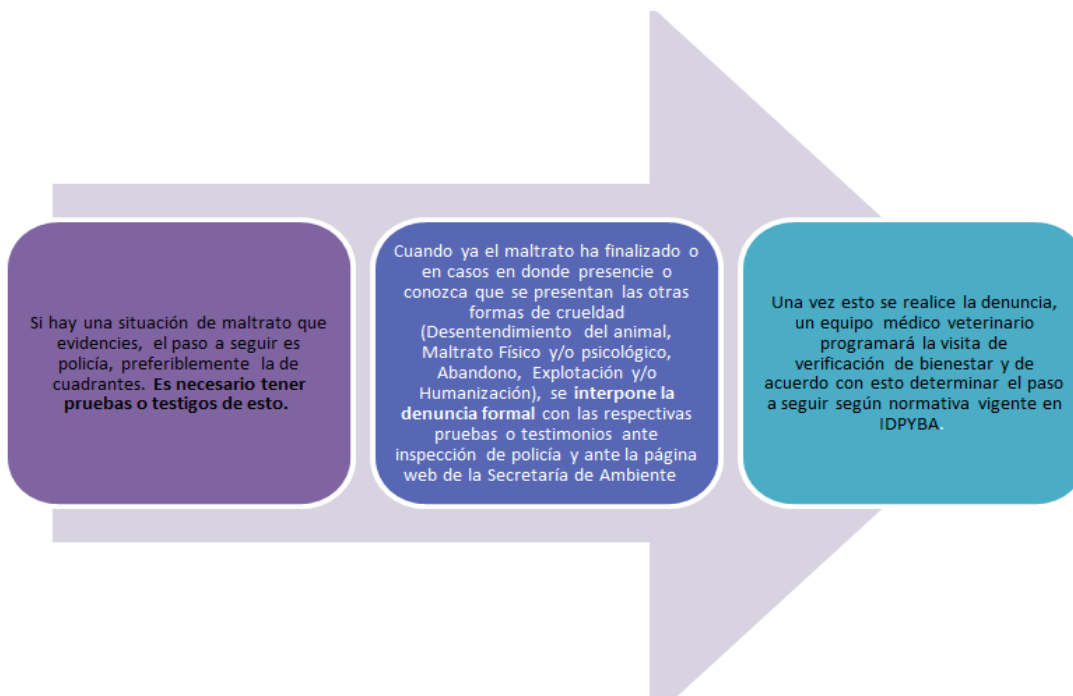 Si hay una situación de maltrato que
evidencies, el paso a seguir es
policía, preferiblemente la de
cuadrantes. Es necesario tener
pruebas o testigos de esto.
Cuando ya el maltrato ha finalizado o
en casos en donde presencie o
conozca que se presentan las otras
formas de crueldad
(Desentendimiento del animal,
Maltrato Físico y/o psicológico,
Abandono, Explotación y/o
Humanización), se interpone la
denuncia formal con las respectivas
pruebas o testimonios ante
inspección de policía y ante la página
web de la Secretaría de Ambiente
Una vez esto se realice la denuncia,
un equipo médico veterinario
programará la visita de
verificación de bienestar y de
acuerdo con esto determinar el paso
a seguir según normativa vigente en
IDPYBA.